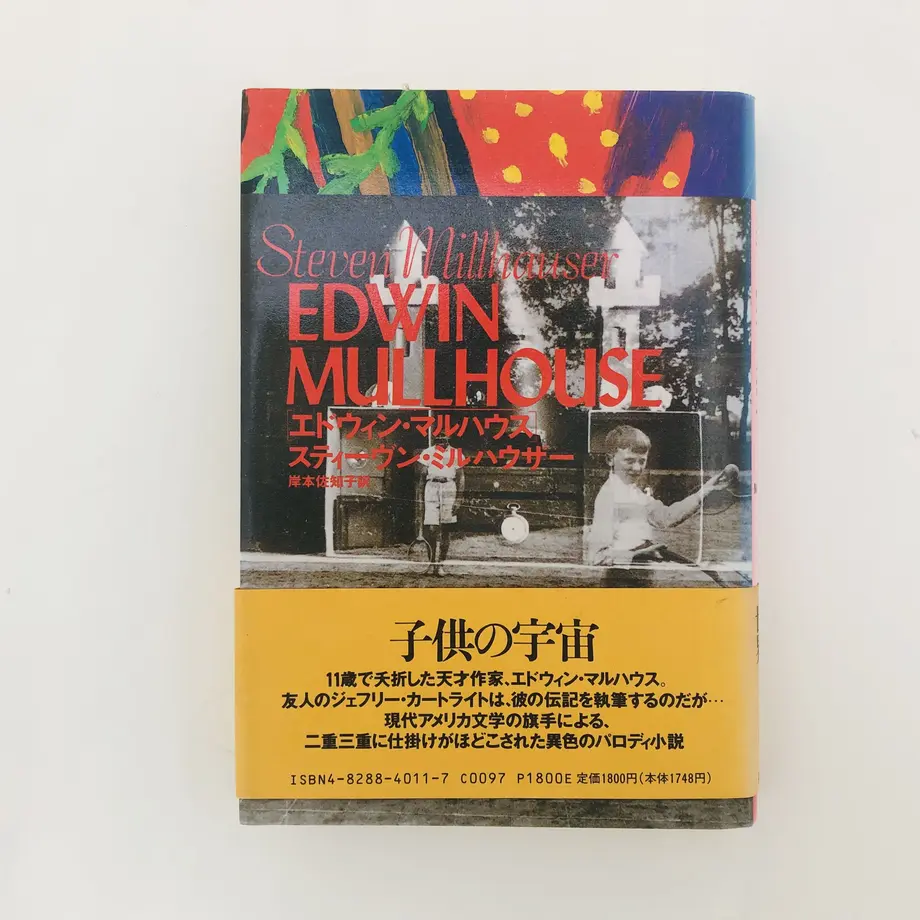 Steven Millhauser
EDWIN
MULLHOUSE
[エドウィン・マルハウス]
スティーヴン・ミルハウザー
岸本佐知子訳
子供の宇宙
11歳で夭折した天才作家、エドウィン・マルハウス。
友人のジェフリー・カートライトは、彼の伝記を執筆するのだが…
現代アメリカ文学の旗手による、
二重三重に仕掛けがほどこされた異色のパロディ小説
ISBN4-8288-4011-7 C0097 P1800E 定価1800円(本体1748円)